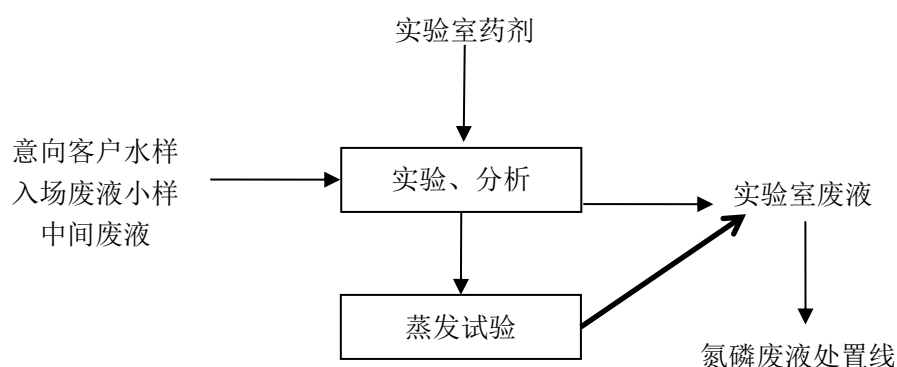 实验室药剂
意向客户水样
入场废液小样
中间废液
实验、分析
实验室废液
蒸发试验
氮磷废液处置线